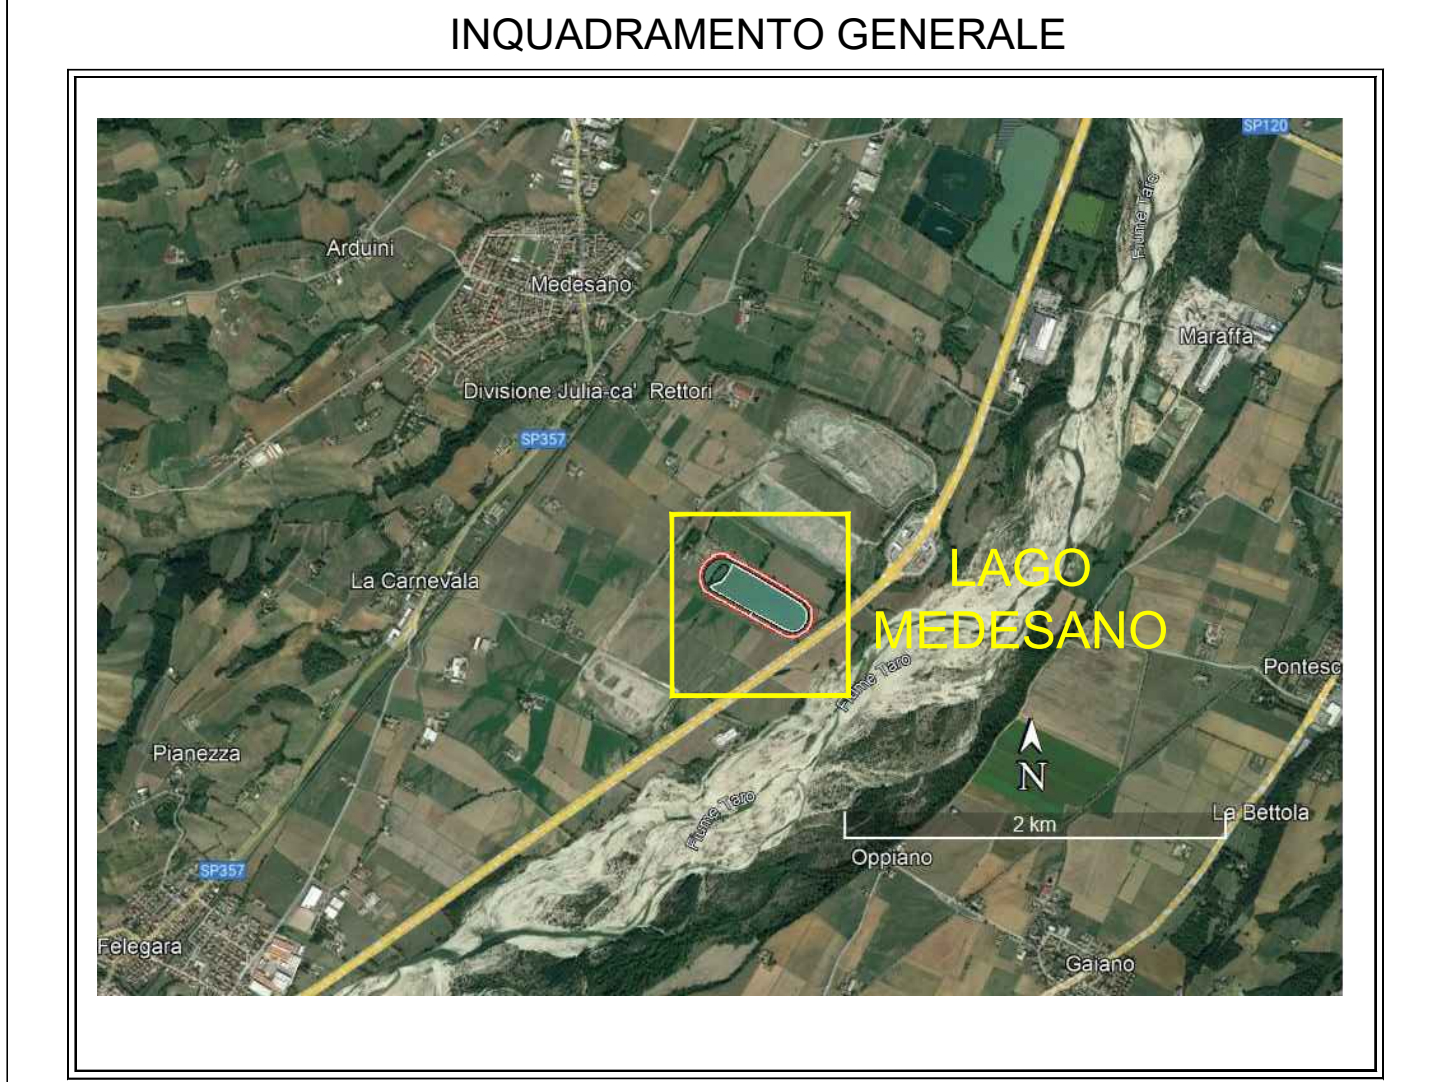 INQUADRAMENTO GENERALE
SP120
Fiume Taro
Arduini
Medesano
Maraffa
Divisione Julia-ca' Rettori
SP357
LAGO
MEDESANO
La Carnevala
Fiume Taro
Pontesc
Pianezza
N
Fiume Taro
2 km
La Bettola
Oppiano
SP357
Felegara
Gaiano